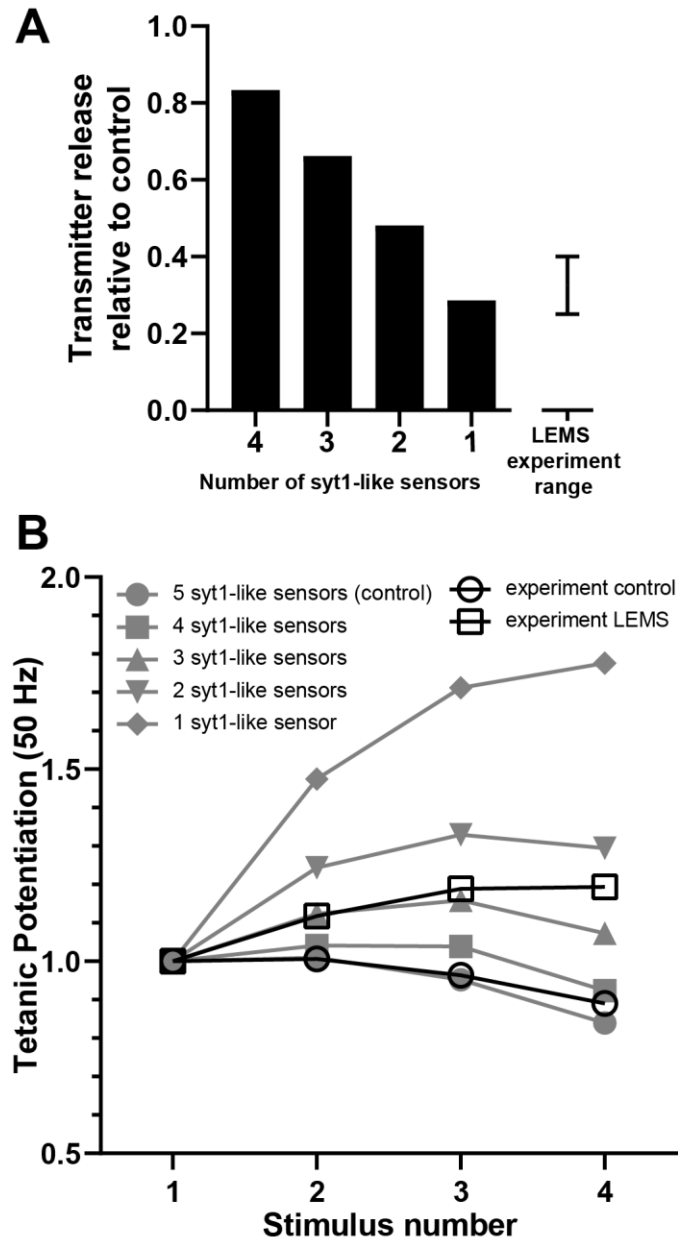 A
Transmitter release
relative to control
1.0
0.8
0.6
0.4
0.2
0.0
4 3 2 1
Number of syt1-like sensors
LEMS
experiment
range
B
Tetanic Potentiation (50 Hz)
2.0
1.5
1.0
0.5
5 syt1-like sensors (control)
4 syt1-like sensors
3 syt1-like sensors
2 syt1-like sensors
1 syt1-like sensor
experiment control
experiment LEMS
1 2 3 4
Stimulus number